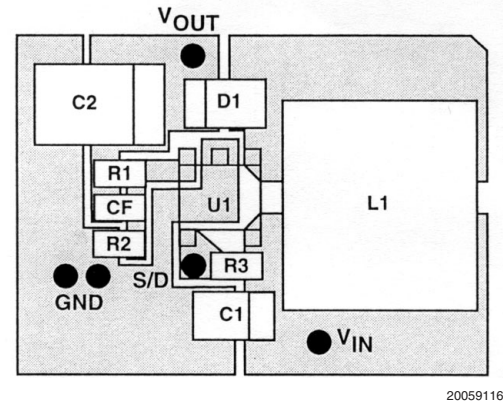 VOUT
C2
D1
R1
CF
U1
L1
R2
S/D
R3
GND
C1
VIN
20059116